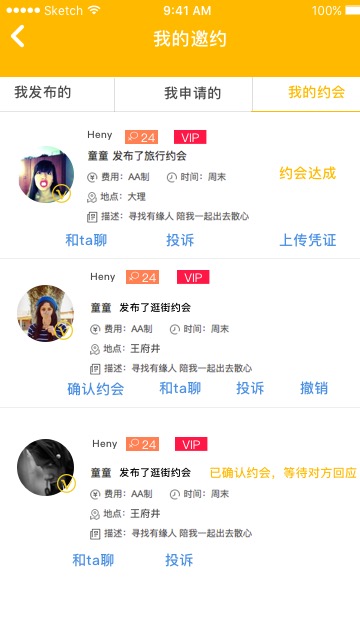 Sketch 9:41 AM 100%
我的邀约
我发布的 我申请的 我的约会
Heny 24 VIP
童童 发布了旅行约会
约会达成
费用：AA制 时间：周末
地点：大理
描述：寻找有缘人 陪我一起出去散心
和ta聊 投诉 上传凭证
Heny 24 VIP
童童 发布了逛街约会
费用：AA制 时间：周末
地点：王府井
描述：寻找有缘人 陪我一起出去散心
确认约会 和ta聊 投诉 撤销
Heny 24 VIP
童童 发布了逛街约会 已确认约会，等待对方回应
费用：AA制 时间：周末
地点：王府井
描述：寻找有缘人 陪我一起出去散心
和ta聊 投诉